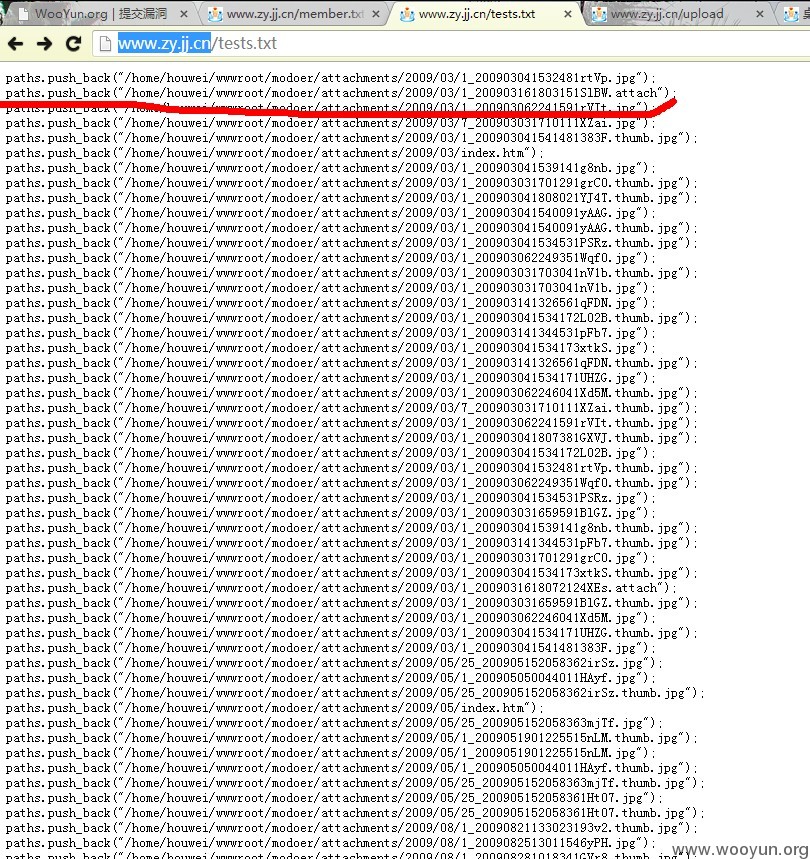 WooYun.org | 提交漏洞
www.zy.jj.cn/member.tx
www.zy.jj.cn/tests.txt
www.zy.jj.cn/upload
www.zy.jj.cn/tests.txt
paths.push_back("/home/houwei/wwwroot/modoer/attachments/2009/03/1_200903041532481rtVp.jpg");
paths.push_back("/home/houwei/wwwroot/modoer/attachments/2009/03/1_200903161803151SlBW.attach");
paths.push_back("/home/houwei/wwwroot/modoer/attachments/2009/03/1_200903062241591rVIt.jpg");
paths.push_back("/home/houwei/wwwroot/modoer/attachments/2009/03/7_200903031710111XZai.jpg");
paths.push_back("/home/houwei/wwwroot/modoer/attachments/2009/03/1_200903041541481383F.thumb.jpg");
paths.push_back("/home/houwei/wwwroot/modoer/attachments/2009/03/index.htm");
paths.push_back("/home/houwei/wwwroot/modoer/attachments/2009/03/1_200903041539141g8nb.jpg");
paths.push_back("/home/houwei/wwwroot/modoer/attachments/2009/03/1_200903031701291grC0.thumb.jpg");
paths.push_back("/home/houwei/wwwroot/modoer/attachments/2009/03/1_200903041808021YJ4T.thumb.jpg");
paths.push_back("/home/houwei/wwwroot/modoer/attachments/2009/03/1_200903041540091yAAG.jpg");
paths.push_back("/home/houwei/wwwroot/modoer/attachments/2009/03/1_200903041540091yAAG.thumb.jpg");
paths.push_back("/home/houwei/wwwroot/modoer/attachments/2009/03/1_200903041534531PSRz.thumb.jpg");
paths.push_back("/home/houwei/wwwroot/modoer/attachments/2009/03/1_200903062249351Wqf0.jpg");
paths.push_back("/home/houwei/wwwroot/modoer/attachments/2009/03/1_200903031703041nV1b.thumb.jpg");
paths.push_back("/home/houwei/wwwroot/modoer/attachments/2009/03/1_200903031703041nV1b.jpg");
paths.push_back("/home/houwei/wwwroot/modoer/attachments/2009/03/1_200903141326561qFDN.jpg");
paths.push_back("/home/houwei/wwwroot/modoer/attachments/2009/03/1_200903041534172L02B.thumb.jpg");
paths.push_back("/home/houwei/wwwroot/modoer/attachments/2009/03/1_200903141344531pFb7.jpg");
paths.push_back("/home/houwei/wwwroot/modoer/attachments/2009/03/1_200903041534173xtkS.jpg");
paths.push_back("/home/houwei/wwwroot/modoer/attachments/2009/03/1_200903141326561qFDN.thumb.jpg");
paths.push_back("/home/houwei/wwwroot/modoer/attachments/2009/03/1_200903041534171UHZG.jpg");
paths.push_back("/home/houwei/wwwroot/modoer/attachments/2009/03/1_200903062246041Xd5M.thumb.jpg");
paths.push_back("/home/houwei/wwwroot/modoer/attachments/2009/03/7_200903031710111XZai.thumb.jpg");
paths.push_back("/home/houwei/wwwroot/modoer/attachments/2009/03/1_200903062241591rVIt.thumb.jpg");
paths.push_back("/home/houwei/wwwroot/modoer/attachments/2009/03/1_200903041807381GXVJ.thumb.jpg");
paths.push_back("/home/houwei/wwwroot/modoer/attachments/2009/03/1_200903041534172L02B.jpg");
paths.push_back("/home/houwei/wwwroot/modoer/attachments/2009/03/1_200903041532481rtVp.thumb.jpg");
paths.push_back("/home/houwei/wwwroot/modoer/attachments/2009/03/1_200903062249351Wqf0.thumb.jpg");
paths.push_back("/home/houwei/wwwroot/modoer/attachments/2009/03/1_200903041534531PSRz.jpg");
paths.push_back("/home/houwei/wwwroot/modoer/attachments/2009/03/1_200903031659591BlGZ.jpg");
paths.push_back("/home/houwei/wwwroot/modoer/attachments/2009/03/1_200903041539141g8nb.thumb.jpg");
paths.push_back("/home/houwei/wwwroot/modoer/attachments/2009/03/1_200903141344531pFb7.thumb.jpg");
paths.push_back("/home/houwei/wwwroot/modoer/attachments/2009/03/1_200903031701291grC0.jpg");
paths.push_back("/home/houwei/wwwroot/modoer/attachments/2009/03/1_200903041534173xtkS.thumb.jpg");
paths.push_back("/home/houwei/wwwroot/modoer/attachments/2009/03/1_200903161807212​4XEs.attach");
paths.push_back("/home/houwei/wwwroot/modoer/attachments/2009/03/1_200903031659591BlGZ.thumb.jpg");
paths.push_back("/home/houwei/wwwroot/modoer/attachments/2009/03/1_200903062246041Xd5M.jpg");
paths.push_back("/home/houwei/wwwroot/modoer/attachments/2009/03/1_200903041534171UHZG.thumb.jpg");
paths.push_back("/home/houwei/wwwroot/modoer/attachments/2009/03/1_200903041541481383F.jpg");
paths.push_back("/home/houwei/wwwroot/modoer/attachments/2009/05/25_200905152058362irSz.jpg");
paths.push_back("/home/houwei/wwwroot/modoer/attachments/2009/05/1_200905050044011HAyf.jpg");
paths.push_back("/home/houwei/wwwroot/modoer/attachments/2009/05/25_200905152058362irSz.thumb.jpg");
paths.push_back("/home/houwei/wwwroot/modoer/attachments/2009/05/index.htm");
paths.push_back("/home/houwei/wwwroot/modoer/attachments/2009/05/25_200905152058363mjTf.jpg");
paths.push_back("/home/houwei/wwwroot/modoer/attachments/2009/05/1_200905190122551​5nLM.thumb.jpg");
paths.push_back("/home/houwei/wwwroot/modoer/attachments/2009/05/1_2009051901225515nLM.jpg");
paths.push_back("/home/houwei/wwwroot/modoer/attachments/2009/05/1_200905050044011HAyf.thumb.jpg");
paths.push_back("/home/houwei/wwwroot/modoer/attachments/2009/05/25_200905152058363mjTf.thumb.jpg");
paths.push_back("/home/houwei/wwwroot/modoer/attachments/2009/05/25_200905152058361Ht07.jpg");
paths.push_back("/home/houwei/wwwroot/modoer/attachments/2009/05/25_200905152058361Ht07.thumb.jpg");
paths.push_back("/home/houwei/wwwroot/modoer/attachments/2009/08/1_200908211330231​93v2.thumb.jpg");
paths.push_back("/home/houwei/wwwroot/modoer/attachments/2009/08/1_200908251301154​6yPH.jpg");
www.wooyun.org